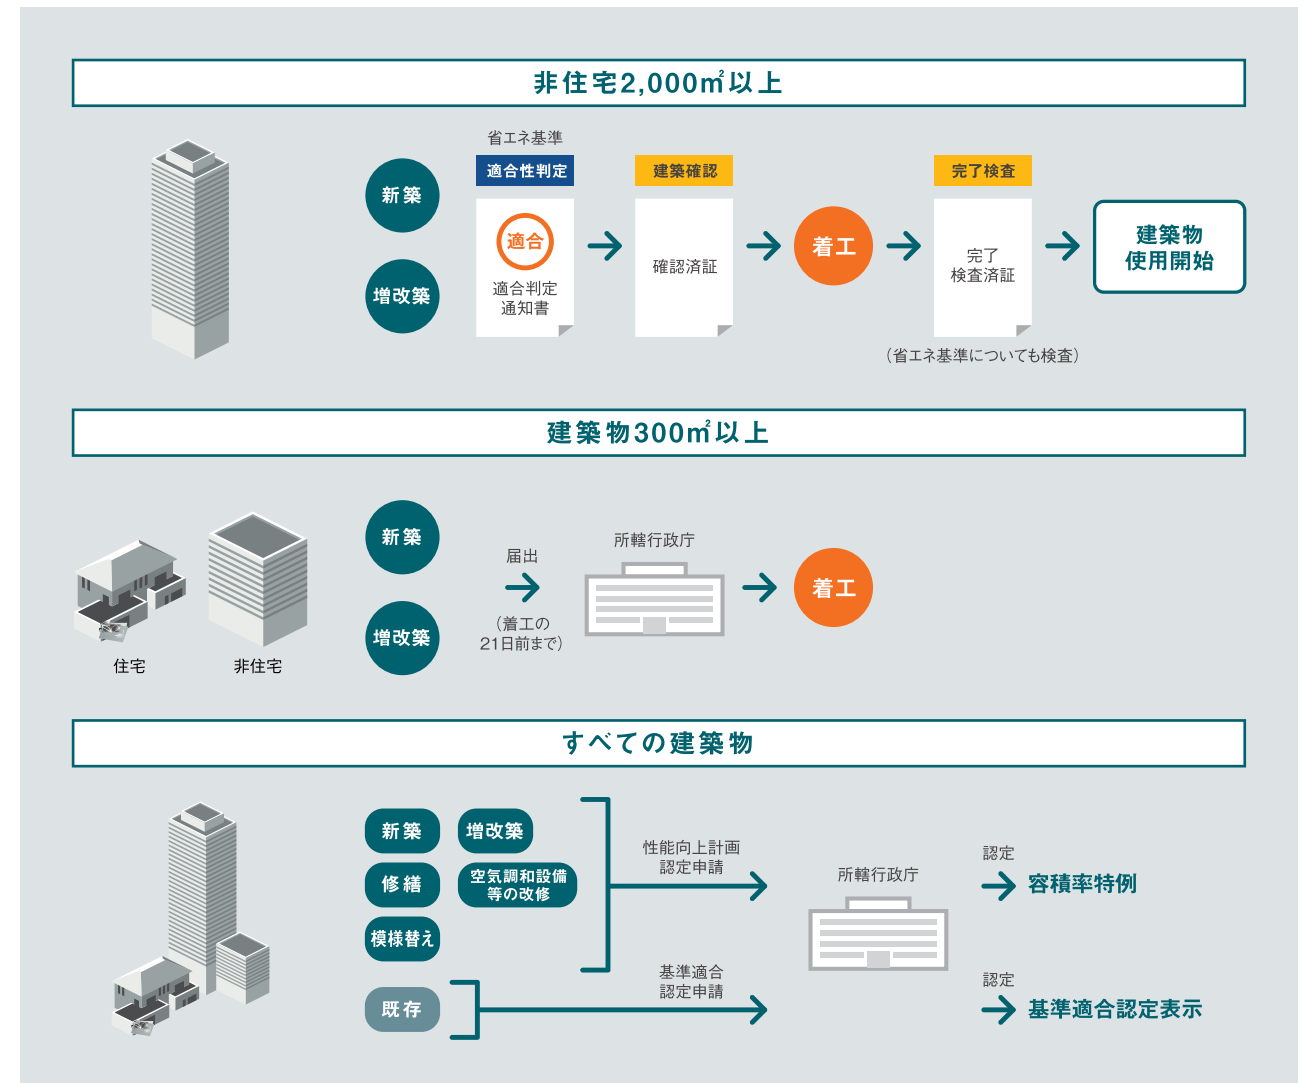 非住宅2,000㎡以上
省エネ基準
新築
増改築
適合性判定
適合
適合判定
通知書
建築確認
確認済証
着工
完了検査
完了
検査済証
(省エネ基準についても検査)
建築物
使用開始
建築物300㎡以上
住宅
非住宅
新築
増改築
届出
(着工の
21日前まで)
所轄行政庁
着工
すべての建築物
新築
増改築
修繕
空気調和設備
等の改修
模様替え
既存
性能向上計画
認定申請
基準適合
認定申請
所轄行政庁
認定
容積率特例
認定
基準適合認定表示